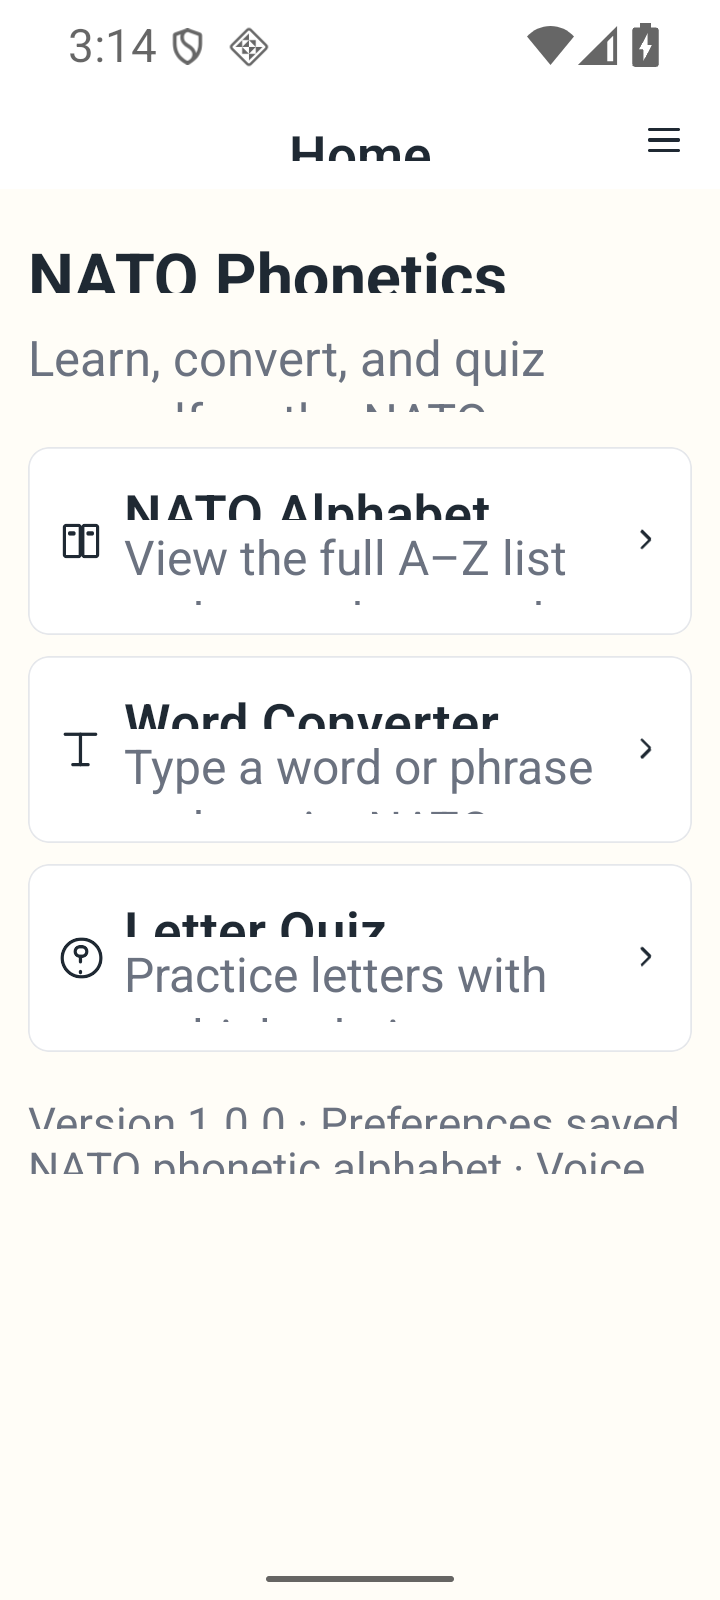 3:14
Home
NATO Phonetics
Learn, convert, and quiz
NATO Alphabet
View the full A–Z list
Word Converter
Type a word or phrase
Letter Quiz
Practice letters with
Version 1.0.0 · Preferences saved
NATO phonetic alphabet · Voice